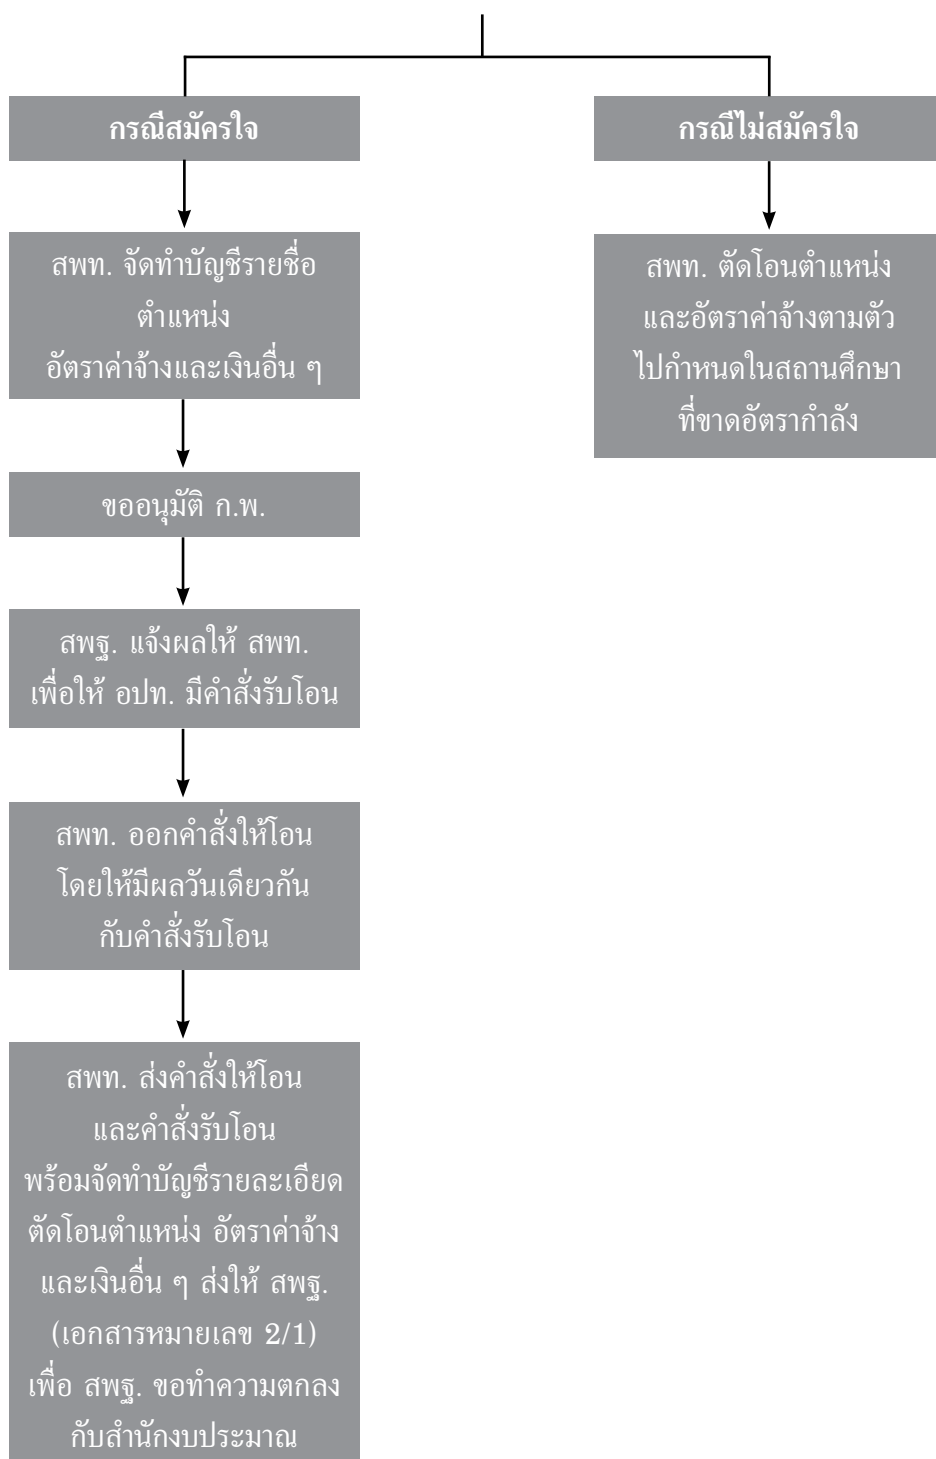 กรณีสมัครใจ
สพท. จัดทำบัญชีรายชื่อ
ตำแหน่ง
อัตราค่าจ้างและเงินอื่น ๆ
ขออนุมัติ ก.พ.
สพฐ. แจ้งผลให้ สพท.
เพื่อให้ อปท. มีคำสั่งรับโอน
สพท. ออกคำสั่งให้โอน
โดยให้มีผลวันเดียวกัน
กับคำสั่งรับโอน
สพท. ส่งคำสั่งให้โอน
และคำสั่งรับโอน
พร้อมจัดทำบัญชีรายละเอียด
ตัดโอนตำแหน่ง อัตราค่าจ้าง
และเงินอื่น ๆ ส่งให้ สพฐ.
(เอกสารหมายเลข 2/1)
เพื่อ สพฐ. ขอทำความตกลง
กับสำนักงบประมาณ
กรณีไม่สมัครใจ
สพท. ตัดโอนตำแหน่ง
และอัตราค่าจ้างตามตัว
ไปกำหนดในสถานศึกษา
ที่ขาดอัตรากำลัง